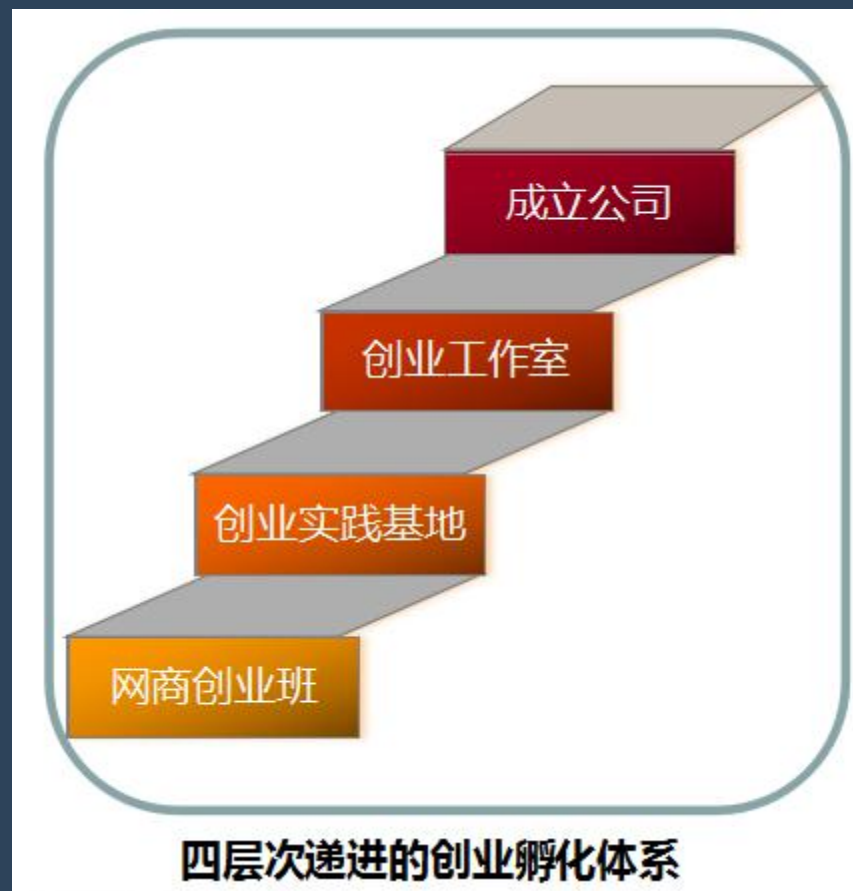 成立公司
创业工作室
创业实践基地
网商创业班
四层次递进的创业孵化体系